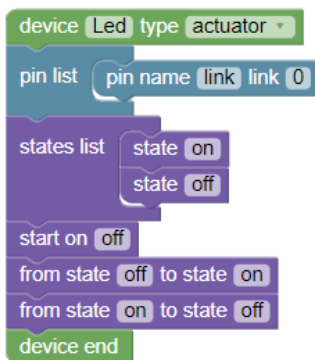 device Led type actuator
pin list pin name link link 0
states list state on
state off
start on off
from state off to state on
from state on to state off
device end